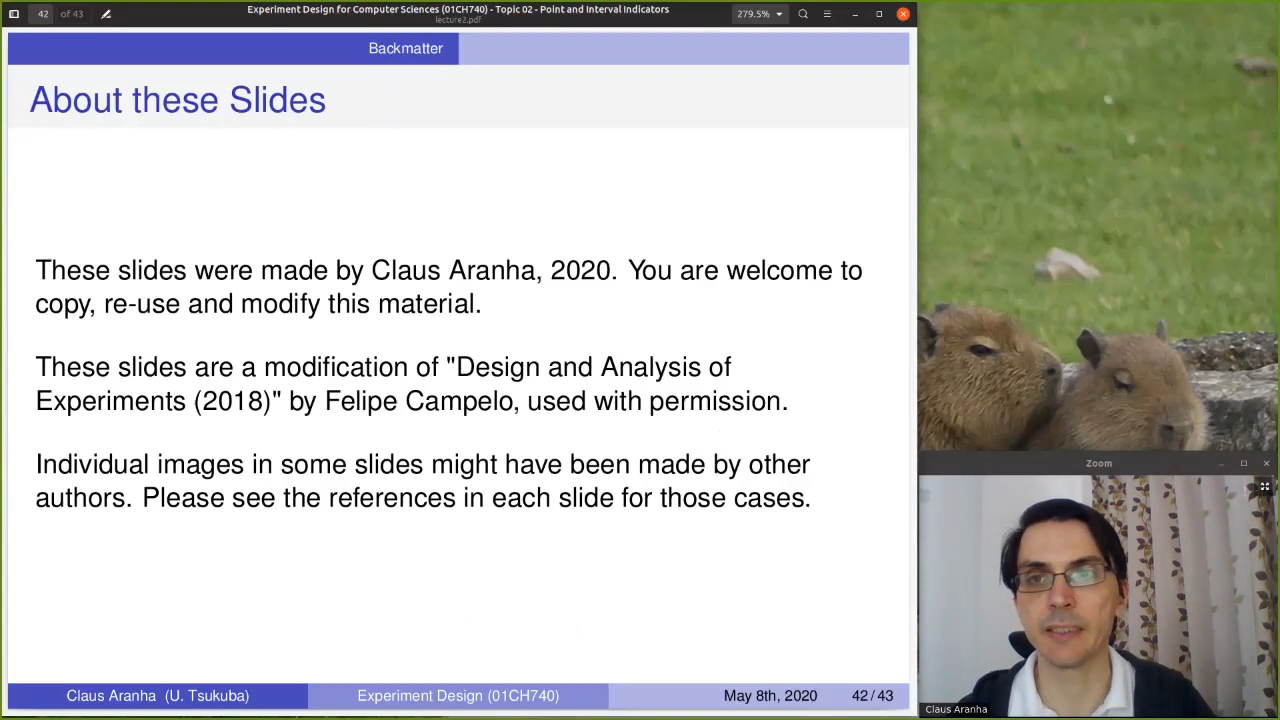 42 of 43
Experiment Design for Computer Sciences (01CH740) - Topic 02 - Point and Interval Indicators
lecture2.pdf
279.5%
Backmatter
About these Slides
These slides were made by Claus Aranha, 2020. You are welcome to
copy, re-use and modify this material.
These slides are a modification of "Design and Analysis of
Experiments (2018)" by Felipe Campelo, used with permission.
Individual images in some slides might have been made by other
authors. Please see the references in each slide for those cases.
Claus Aranha (U. Tsukuba)
Experiment Design (01CH740)
May 8th, 2020
42 / 43
Zoom
Claus Aranha